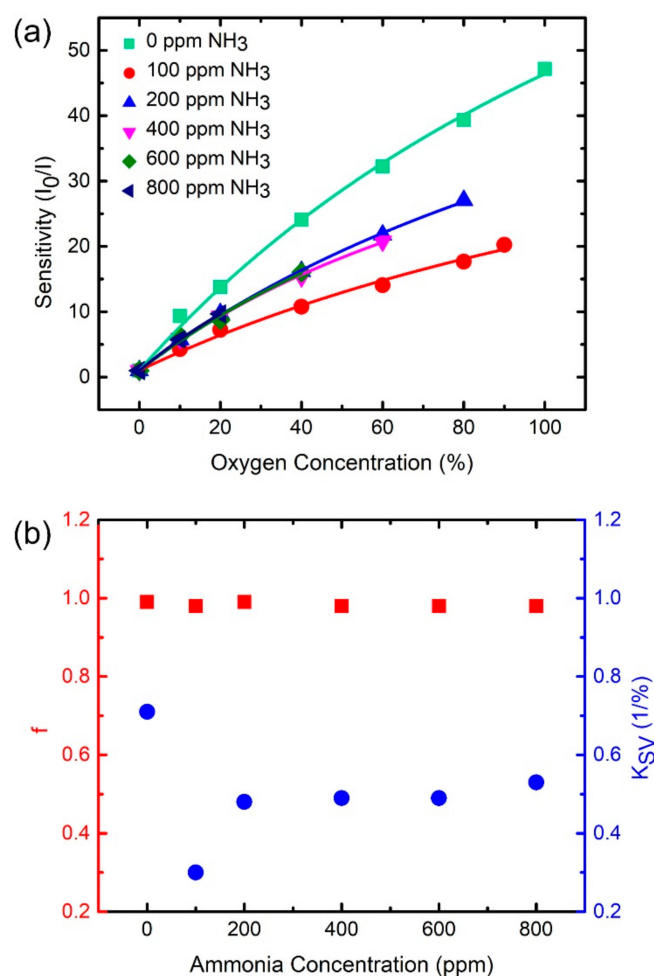 (a)
0 ppm NH3
100 ppm NH3
200 ppm NH3
400 ppm NH3
600 ppm NH3
800 ppm NH3
50
40
30
20
10
0
Sensitivity (I0/I)
0 20 40 60 80 100
Oxygen Concentration (%)
(b)
1.2 1.2
1.0 1.0
0.8 0.8
0.6 0.6
0.4 0.4
0.2 0.2
f
KSV (1/%)
0 200 400 600 800
Ammonia Concentration (ppm)